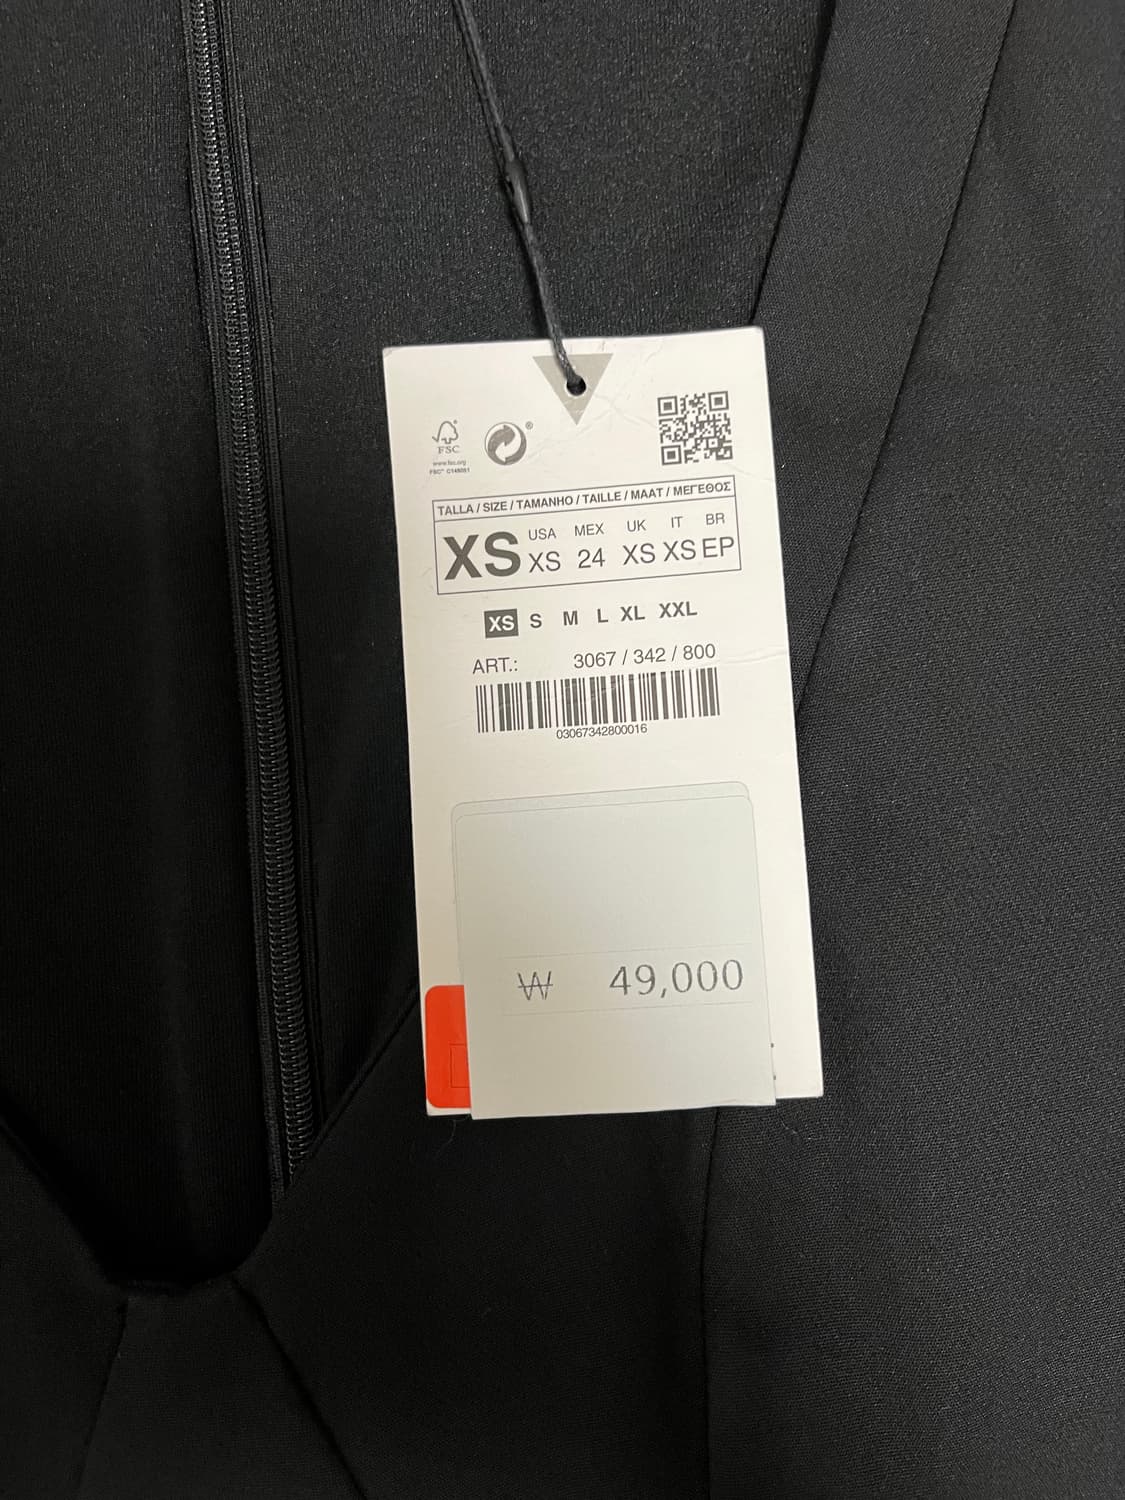 FSC
www.fsc.org
FSC™ C148051
®
TALLA / SIZE / TAMANHO / TAILLE / MAAT / ΜΕΓΕΘΟΣ
XS
USA MEX UK IT BR
XS 24 XS XS EP
XS S M L XL XXL
ART.: 3067 / 342 / 800
03067342800016
₩ 49,000